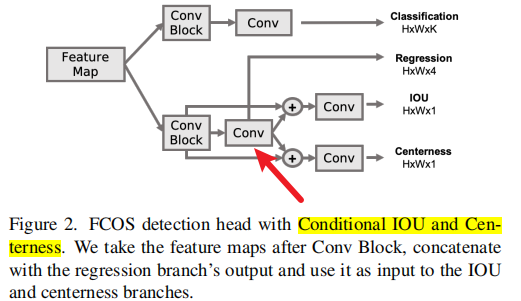 Conv
Block
Conv
Classification
HxWxK
Feature
Map
Regression
HxWx4
Conv
Block
Conv
+
Conv
IOU
HxWx1
+
Conv
Centerness
HxWx1
Figure 2. FCOS detection head with Conditional IOU and Cen-
terness. We take the feature maps after Conv Block, concatenate
with the regression branch's output and use it as input to the IOU
and centerness branches.